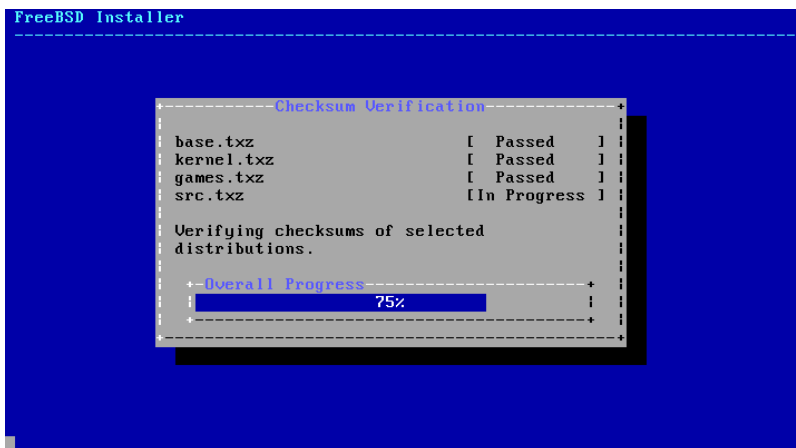 FreeBSD Installer
Checksum Verification
base.txz [ Passed ]
kernel.txz [ Passed ]
games.txz [ Passed ]
src.txz [In Progress ]
Verifying checksums of selected
distributions.
Overall Progress
75%